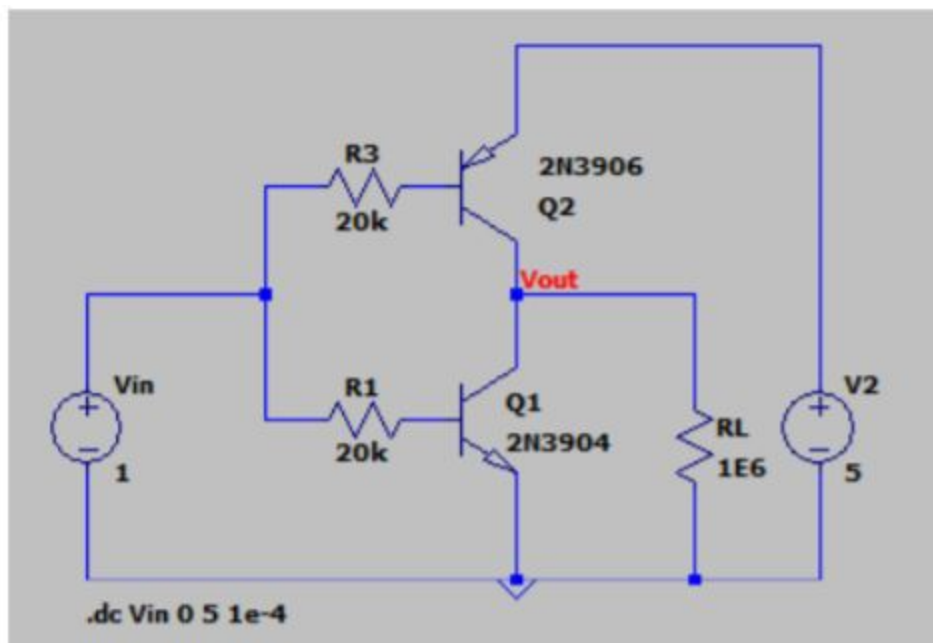 R3
20k
2N3906
Q2
Vout
Vin
+
−
1
R1
20k
Q1
2N3904
RL
1E6
V2
+
−
5
.dc Vin 0 5 1e-4